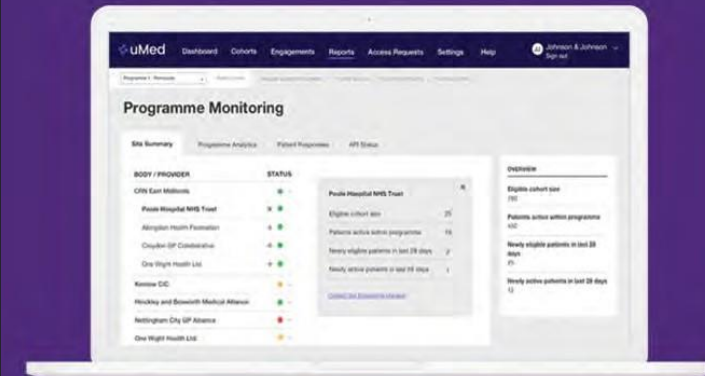 uMed
Dashboard Cohorts Engagements Reports Access Requests Settings Help
Johnson & Johnson
Sign out
Programme Monitoring
Site Summary Programme Analytics Patient Responses API Status
BODY / PROVIDER STATUS
CRN East Midlands
Poole Hospital NHS Trust
Abingdon Health Federation
Croydon GP Collaborative
One Wight Health Ltd
Kernow CIC
Hinckley and Bosworth Medical Alliance
Nottingham City GP Alliance
One Wight Health Ltd
Poole Hospital NHS Trust
Eligible cohort size 25
Patients active within programme
Newly eligible patients in last 28 days
Newly active patients in last 28 days
OVERVIEW
Eligible cohort size
Patients active within programme
Newly eligible patients in last 28
days
Newly active patients in last 28 days